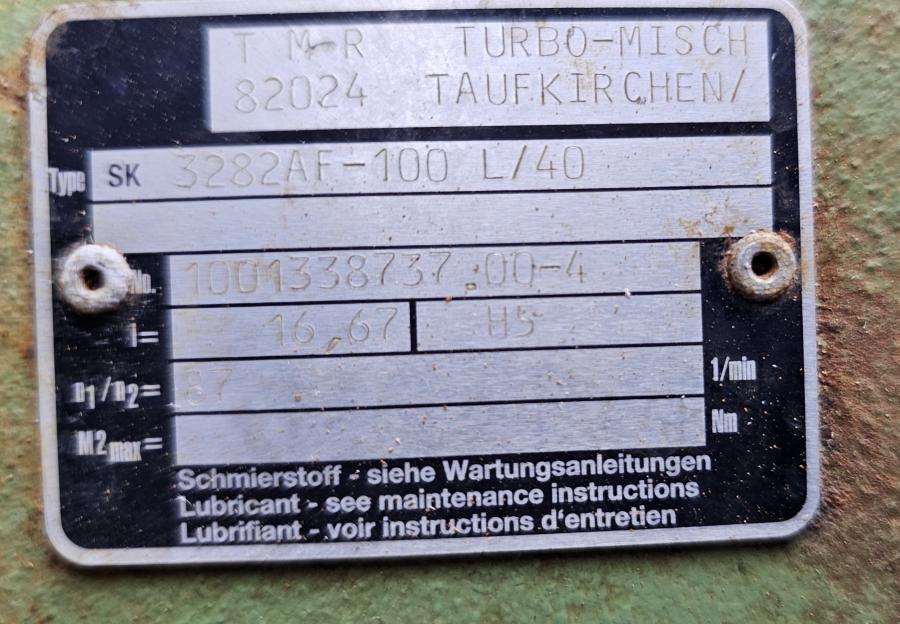 T M-R TURBO-MISCH
82024 TAUFKIRCHEN/
Type SK 3282AF-100 L/40
No. 1001338737.00-4
i= 16,67 H5
n1/n2= 87 1/min
M2max= Nm
Schmierstoff - siehe Wartungsanleitungen
Lubricant - see maintenance instructions
Lubrifiant - voir instructions d'entretien